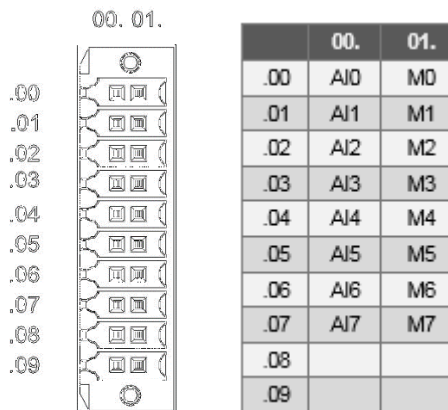 00. 01.
.00
.01
.02
.03
.04
.05
.06
.07
.08
.09
00. 01.
.00 AI0 M0
.01 AI1 M1
.02 AI2 M2
.03 AI3 M3
.04 AI4 M4
.05 AI5 M5
.06 AI6 M6
.07 AI7 M7
.08
.09